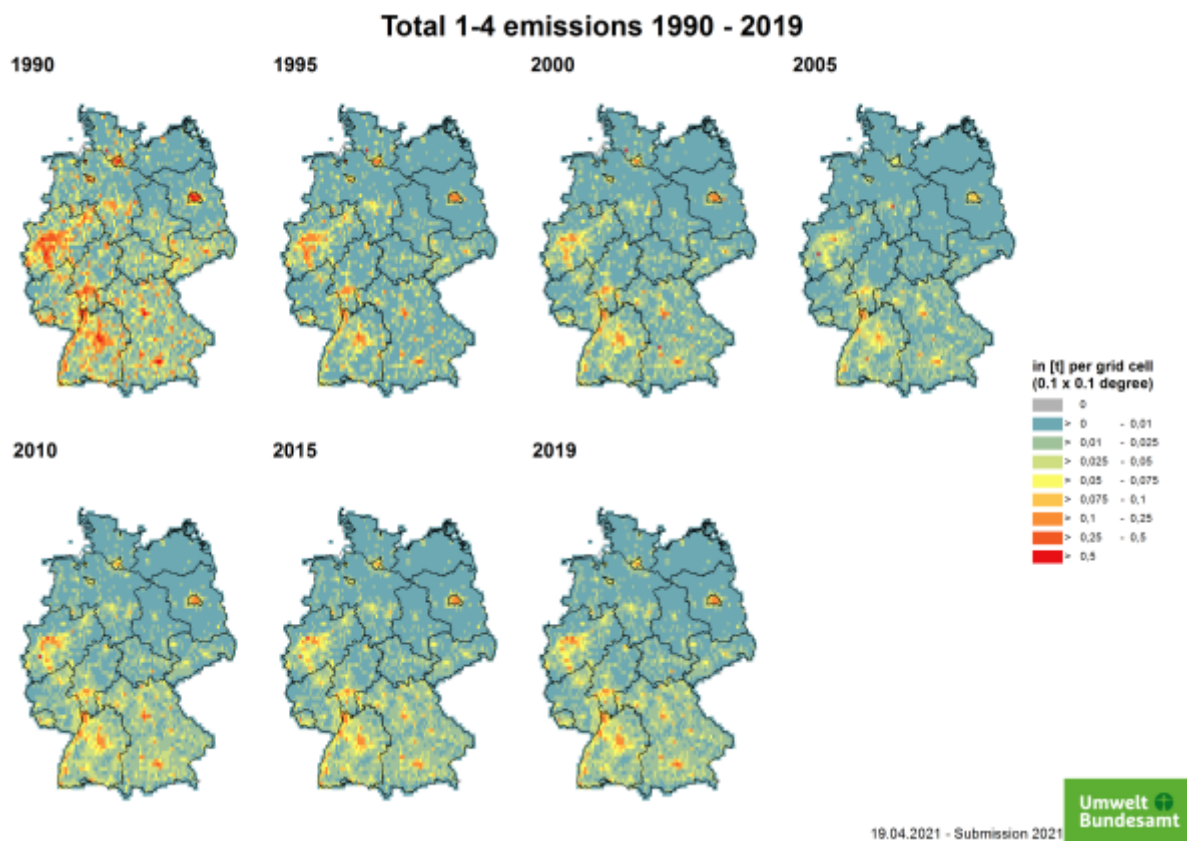 Total 1-4 emissions 1990 - 2019
1990
1995
2000
2005
2010
2015
2019
in [t] per grid cell
(0.1 x 0.1 degree)
0
> 0 - 0,01
> 0,01 - 0,025
> 0,025 - 0,05
> 0,05 - 0,075
> 0,075 - 0,1
> 0,1 - 0,25
> 0,25 - 0,5
> 0,5
19.04.2021 - Submission 2021
Umwelt
Bundesamt